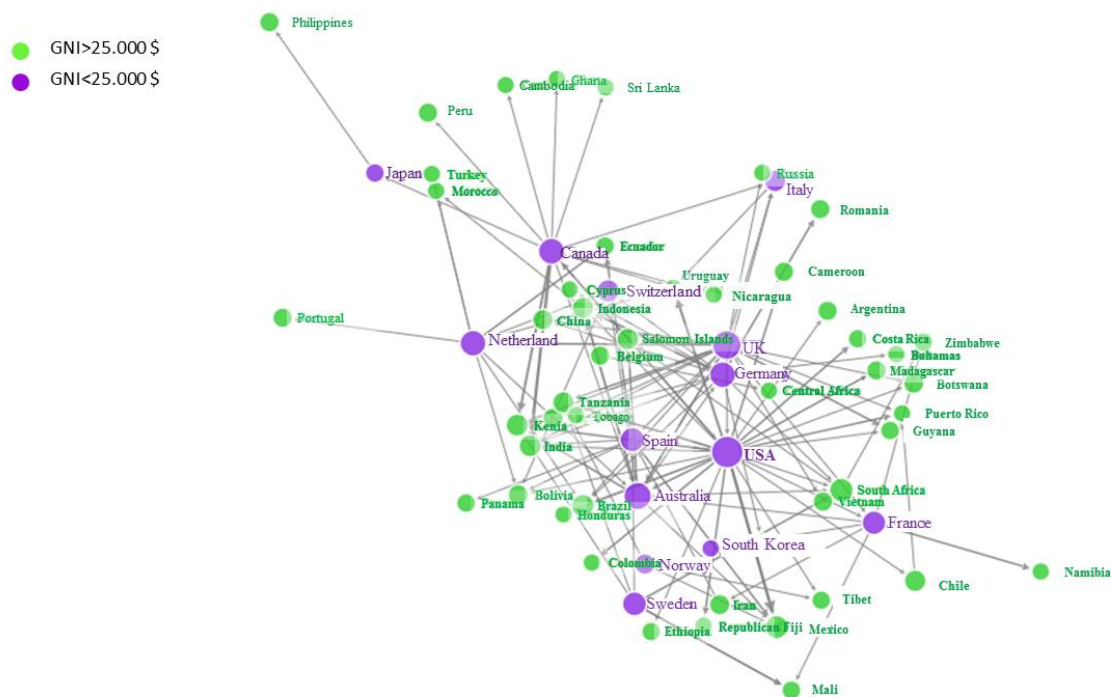 Philippines
GNI>25.000 $
GNI<25.000 $
Cambodia
Ghana
Sri Lanka
Peru
Japan
Turkey
Morocco
Russia
Italy
Romania
Canada
Ecuador
Cameroon
Uruguay
Cyprus
Switzerland
Nicaragua
Indonesia
Argentina
Portugal
China
Netherland
Salomon Islands
UK
Costa Rica
Zimbabwe
Belgium
Bahamas
Germany
Madagascar
Central Africa
Botswana
Tanzania
Tobago
Puerto Rico
Kenia
Guyana
India
Spain
USA
Panama
Bolivia
Australia
South Africa
Brazil
Vietnam
Honduras
France
South Korea
Colombia
Norway
Namibia
Chile
Sweden
Iran
Tibet
Ethiopia
Republican Fiji
Mexico
Mali